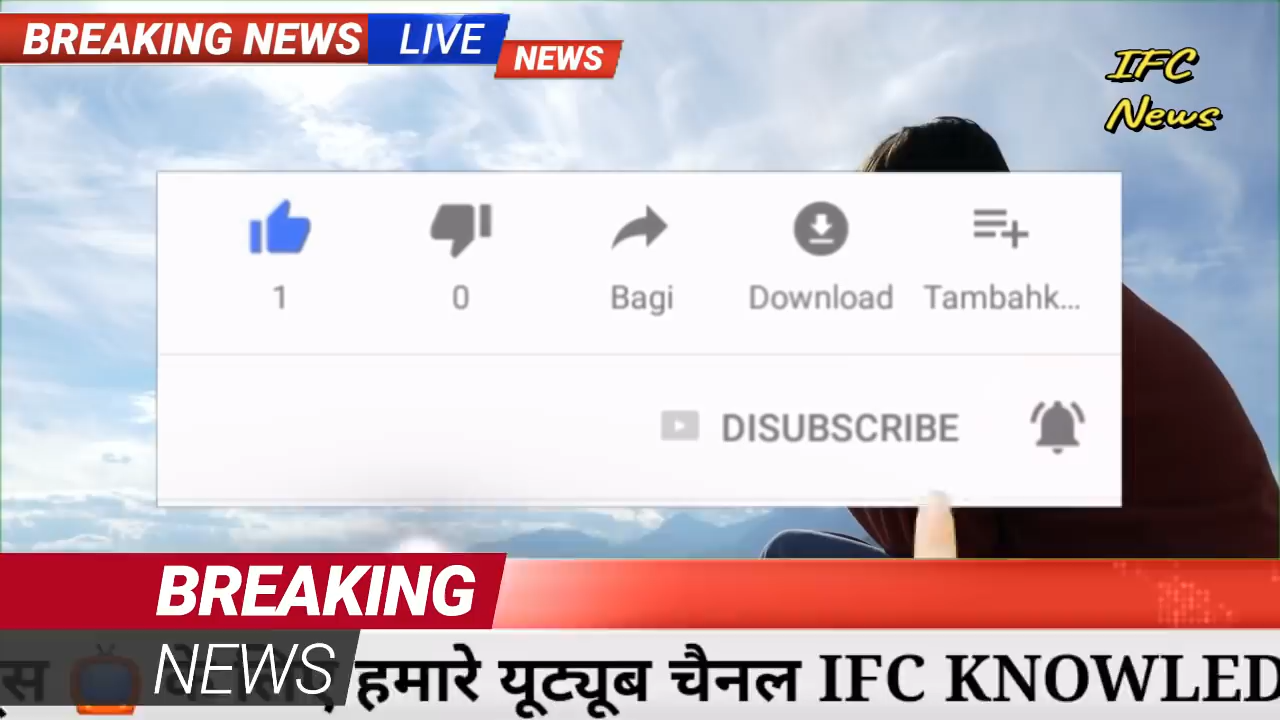 BREAKING NEWS LIVE
NEWS
IFC
News
1 0 Bagi Download Tambahk...
DISUBSCRIBE
BREAKING
NEWS
हमारे यूट्यूब चैनल IFC KNOWLED